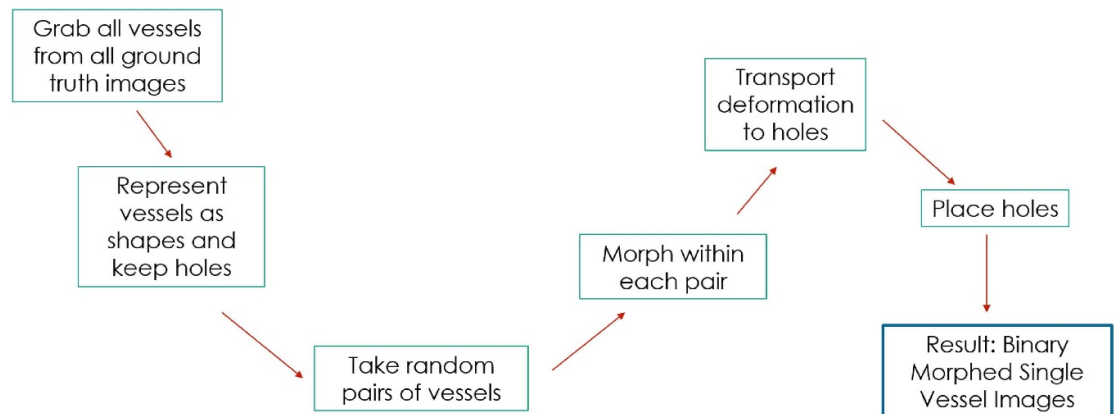 Grab all vessels
from all ground
truth images
Represent
vessels as
shapes and
keep holes
Take random
pairs of vessels
Morph within
each pair
Transport
deformation
to holes
Place holes
Result: Binary
Morphed Single
Vessel Images